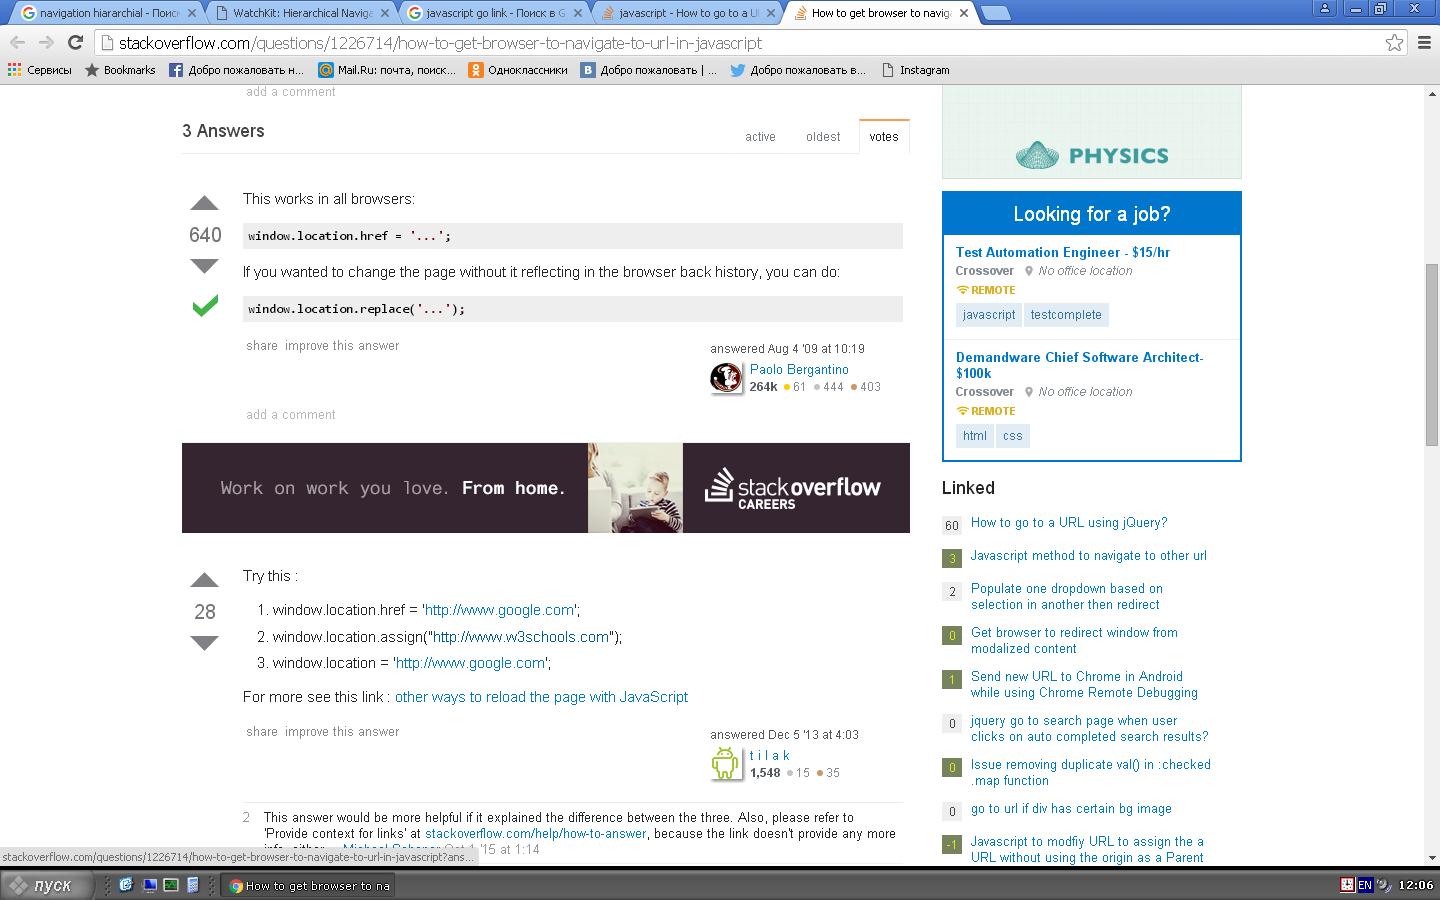 navigation hiararchial - Поиск
WatchKit: Hierarchical Naviga
javascript go link - Поиск в G
javascript - How to go to a U
How to get browser to navig
stackoverflow.com/questions/1226714/how-to-get-browser-to-navigate-to-url-in-javascript
Сервисы
Bookmarks
Добро пожаловать н...
Mail.Ru: почта, поиск...
Одноклассники
Добро пожаловать | ...
Добро пожаловать в...
Instagram
add a comment
3 Answers
active oldest votes
This works in all browsers:
640
window.location.href = '...';
If you wanted to change the page without it reflecting in the browser back history, you can do:
window.location.replace('...');
share improve this answer
answered Aug 4 '09 at 10:19
Paolo Bergantino
264k 61 444 403
add a comment
Work on work you love. From home.
stackoverflow
CAREERS
Try this :
28
1. window.location.href = 'http://www.google.com';
2. window.location.assign("http://www.w3schools.com");
3. window.location = 'http://www.google.com';
For more see this link : other ways to reload the page with JavaScript
share improve this answer
answered Dec 5 '13 at 4:03
t i l a k
1,548 15 35
2 This answer would be more helpful if it explained the difference between the three. Also, please refer to
'Provide context for links' at stackoverflow.com/help/how-to-answer, because the link doesn't provide any more
Oct 1 '15 at 1:14
PHYSICS
Looking for a job?
Test Automation Engineer - $15/hr
Crossover No office location
REMOTE
javascript testcomplete
Demandware Chief Software Architect-
$100k
Crossover No office location
REMOTE
html css
Linked
60 How to go to a URL using jQuery?
3 Javascript method to navigate to other url
2 Populate one dropdown based on
selection in another then redirect
0 Get browser to redirect window from
modalized content
1 Send new URL to Chrome in Android
while using Chrome Remote Debugging
0 jquery go to search page when user
clicks on auto completed search results?
0 Issue removing duplicate val() in :checked
.map function
0 go to url if div has certain bg image
-1 Javascript to modfiy URL to assign the a
URL without using the origin as a Parent
stackoverflow.com/questions/1226714/how-to-get-browser-to-navigate-to-url-in-javascript?ans...
пуск
How to get browser to na
EN
12:06